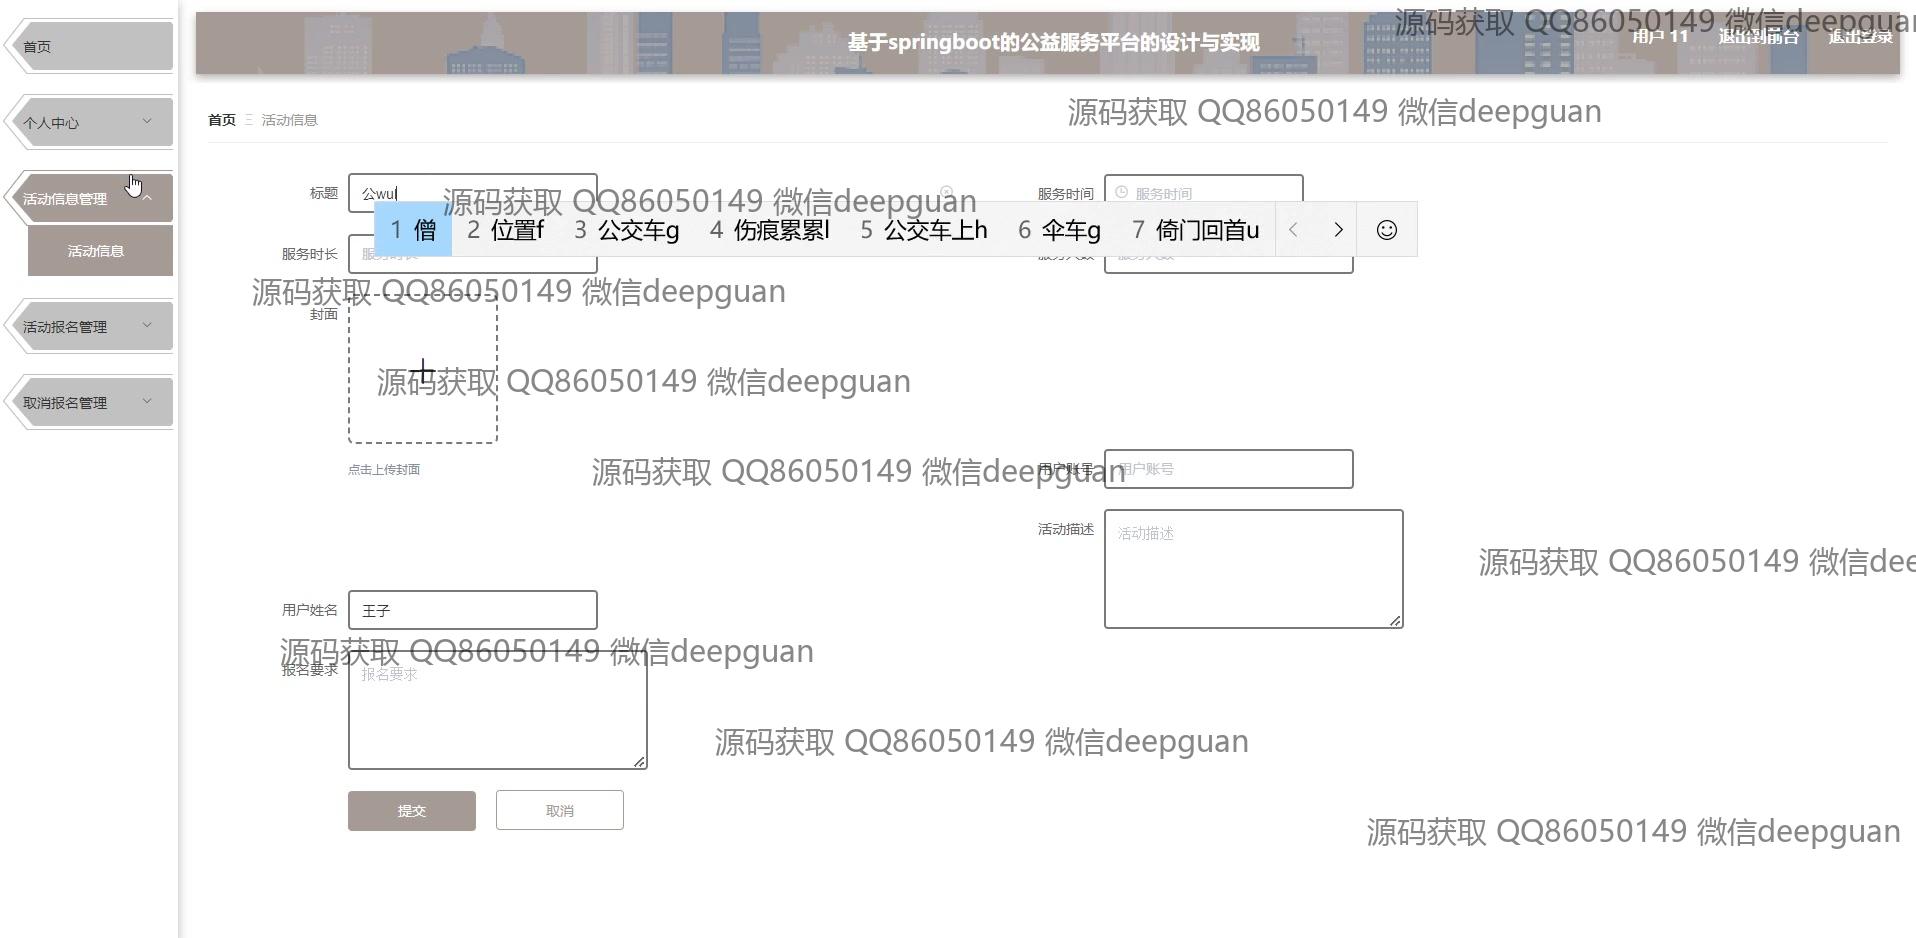 源码获取 QQ86050149 微信deepguan
基于springboot的公益服务平台的设计与实现
用户 11 退出到前台 退出登录
首页
个人中心
活动信息管理
活动信息
活动报名管理
取消报名管理
源码获取 QQ86050149 微信deepguan
首页 活动信息
标题 公wu
服务时间 服务时间
源码获取 QQ86050149 微信deepguan
1 僧 2 位置f 3 公交车g 4 伤痕累累l 5 公交车上h 6 伞车g 7 倚门回首u
服务时长 服务时长
服务人数 服务人数
源码获取 QQ86050149 微信deepguan
封面
源码获取 QQ86050149 微信deepguan
点击上传封面
源码获取 QQ86050149 微信deepguan
用户账号 用户账号
活动描述 活动描述
源码获取 QQ86050149 微信dee
用户姓名 王子
源码获取 QQ86050149 微信deepguan
报名要求 报名要求
源码获取 QQ86050149 微信deepguan
提交 取消
源码获取 QQ86050149 微信deepguan